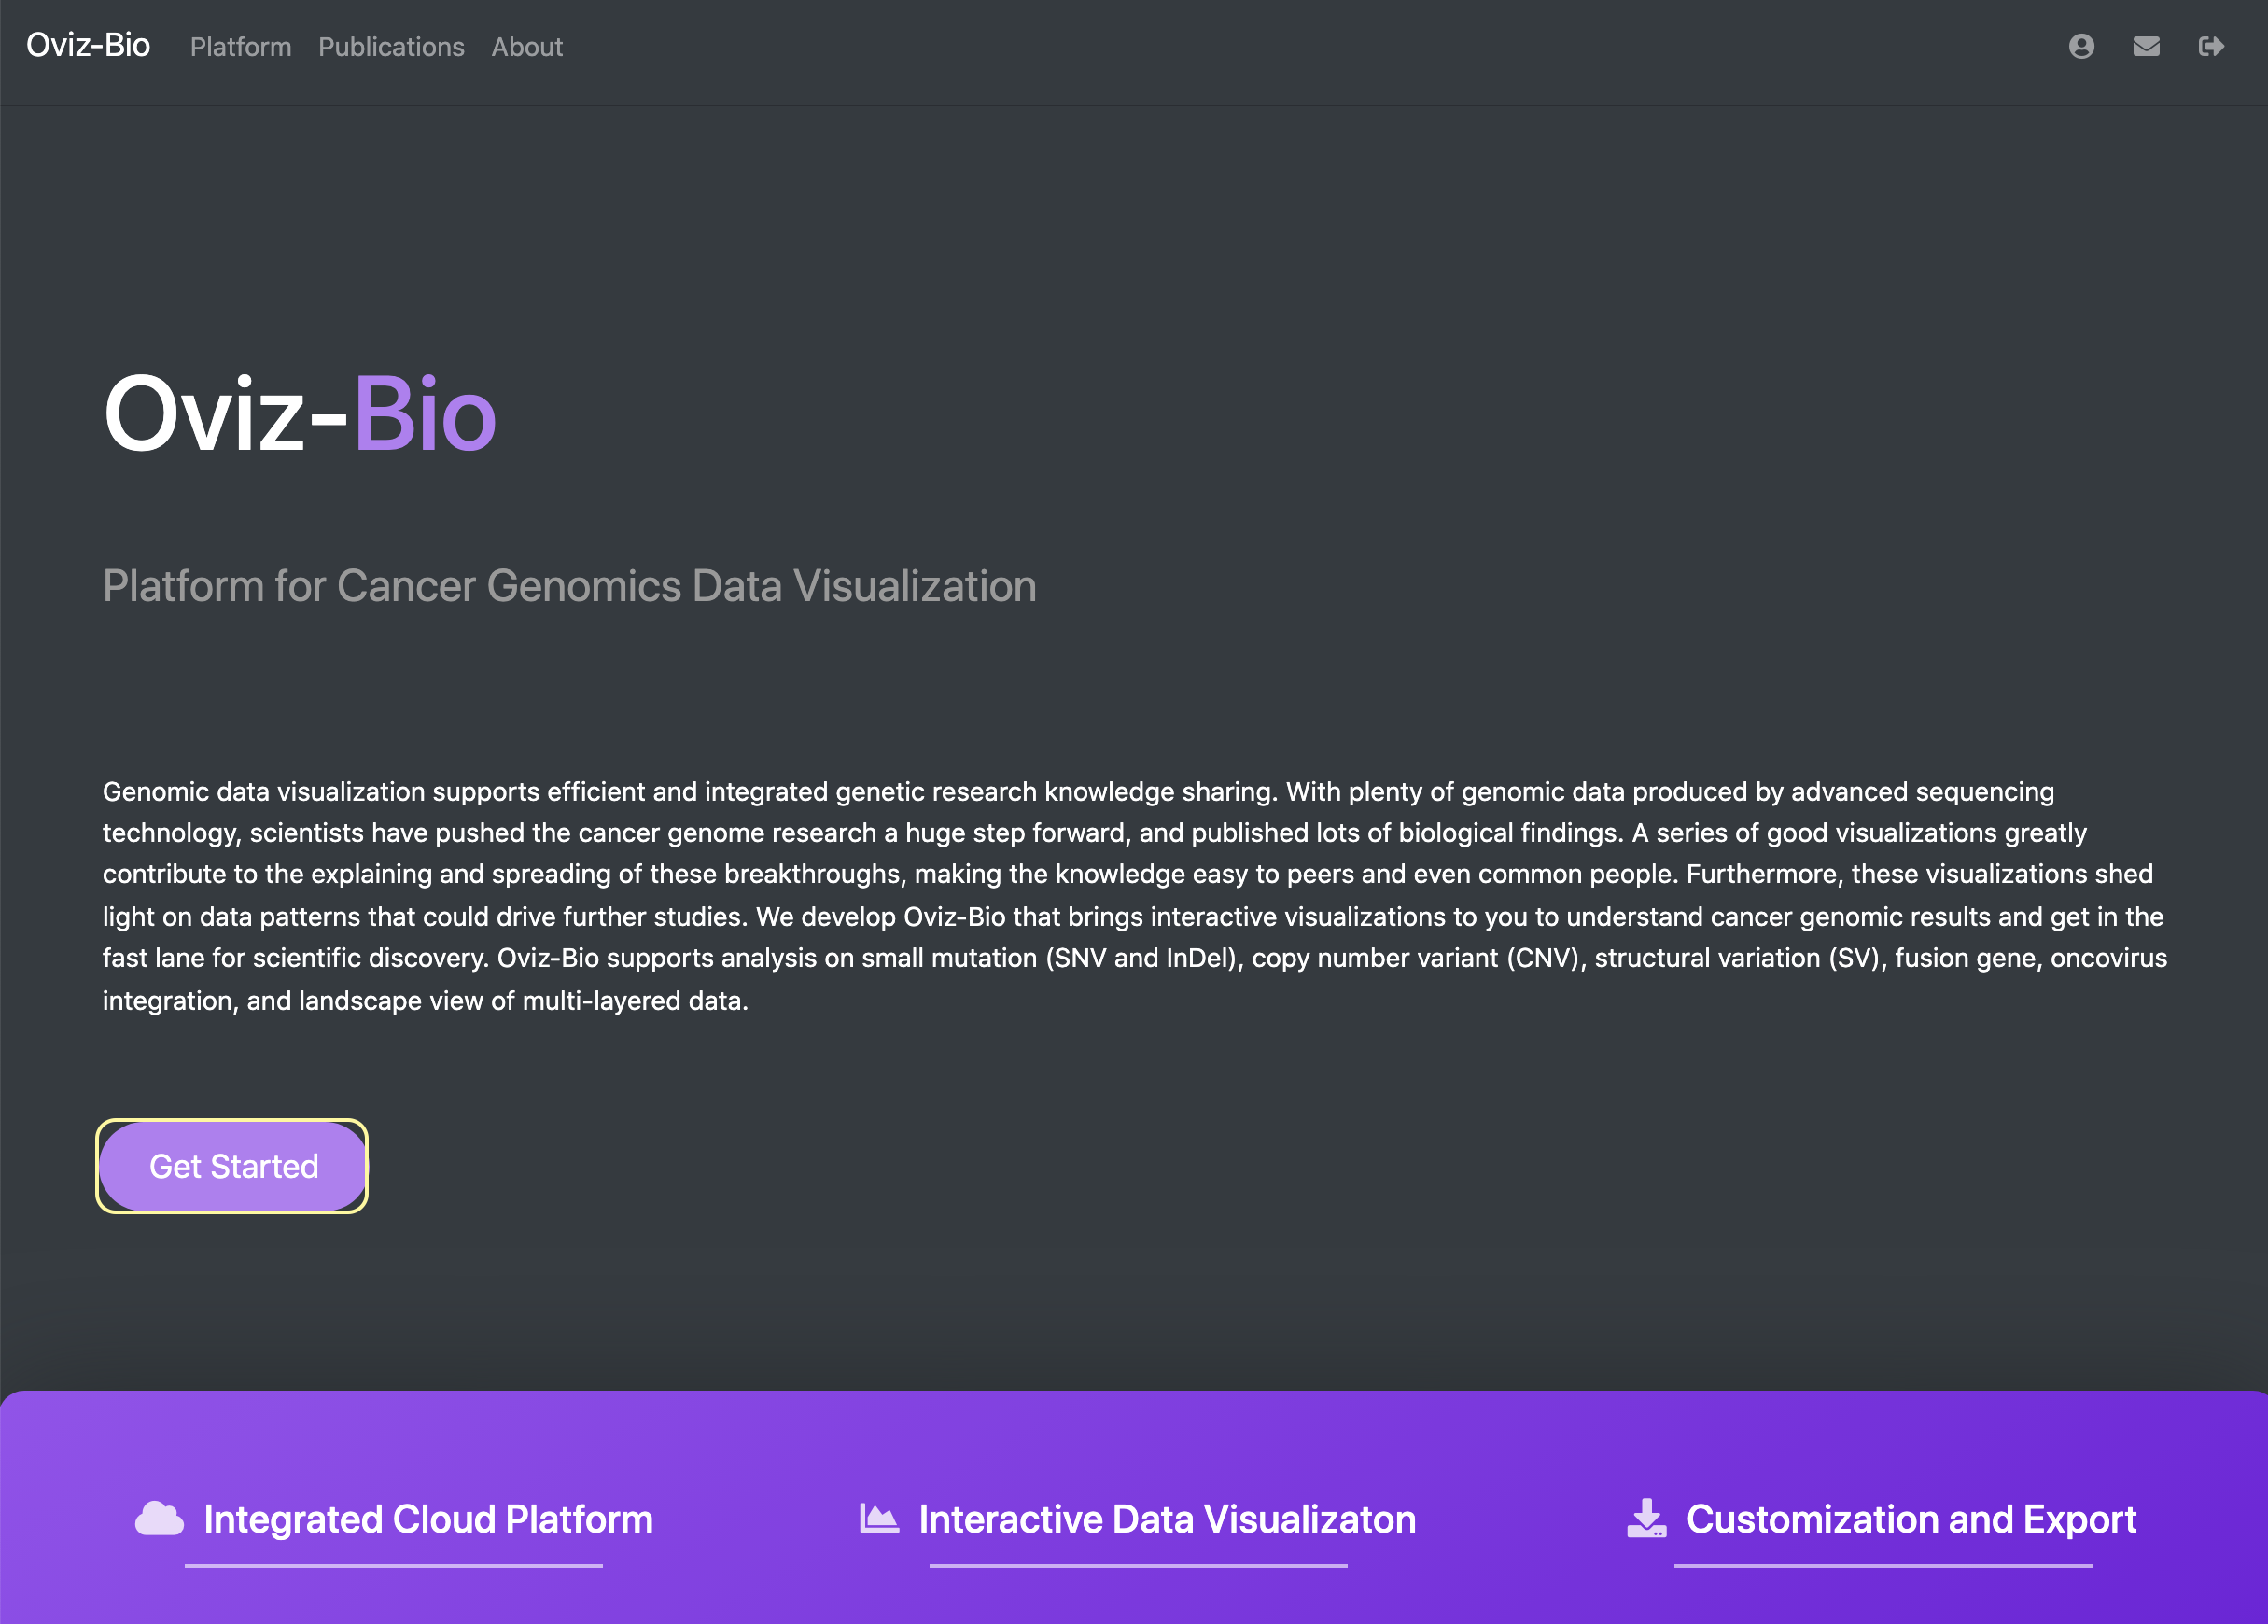 Oviz-Bio Platform Publications About
Oviz-Bio
Platform for Cancer Genomics Data Visualization
Genomic data visualization supports efficient and integrated genetic research knowledge sharing. With plenty of genomic data produced by advanced sequencing
technology, scientists have pushed the cancer genome research a huge step forward, and published lots of biological findings. A series of good visualizations greatly
contribute to the explaining and spreading of these breakthroughs, making the knowledge easy to peers and even common people. Furthermore, these visualizations shed
light on data patterns that could drive further studies. We develop Oviz-Bio that brings interactive visualizations to you to understand cancer genomic results and get in the
fast lane for scientific discovery. Oviz-Bio supports analysis on small mutation (SNV and InDel), copy number variant (CNV), structural variation (SV), fusion gene, oncovirus
integration, and landscape view of multi-layered data.
Get Started
Integrated Cloud Platform
Interactive Data Visualizaton
Customization and Export